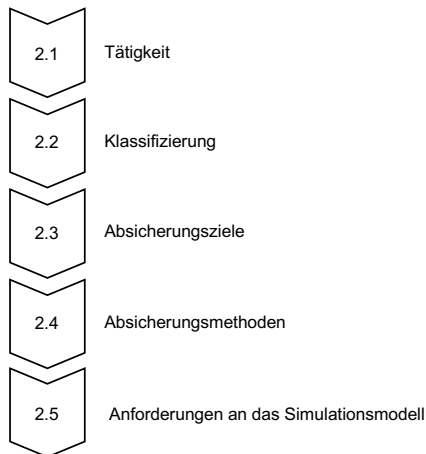 2.1 Tätigkeit
2.2 Klassifizierung
2.3 Absicherungsziele
2.4 Absicherungsmethoden
2.5 Anforderungen an das Simulationsmodell